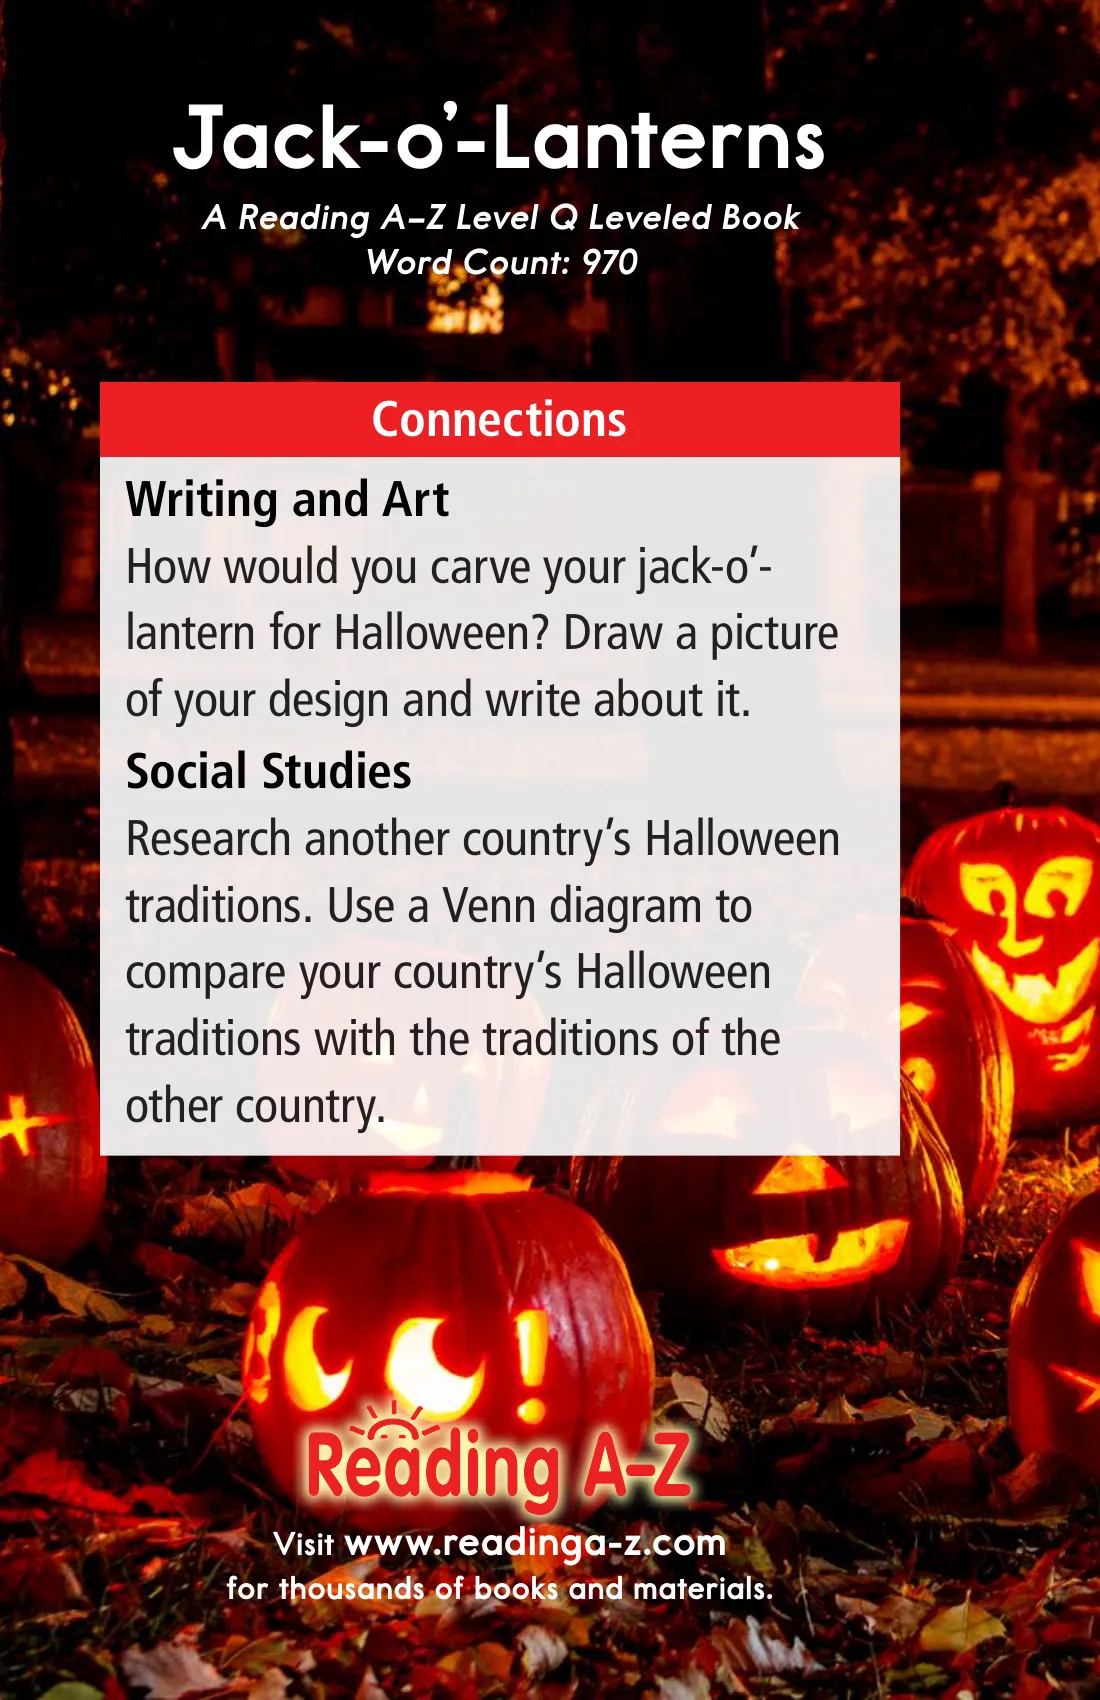 Jack-o’-Lanterns
A Reading A–Z Level Q Leveled Book
Word Count: 970
Connections
Writing and Art
How would you carve your jack-o’-
lantern for Halloween? Draw a picture
of your design and write about it.
Social Studies
Research another country’s Halloween
traditions. Use a Venn diagram to
compare your country’s Halloween
traditions with the traditions of the
other country.
Reading A–Z
Visit www.readinga-z.com
for thousands of books and materials.